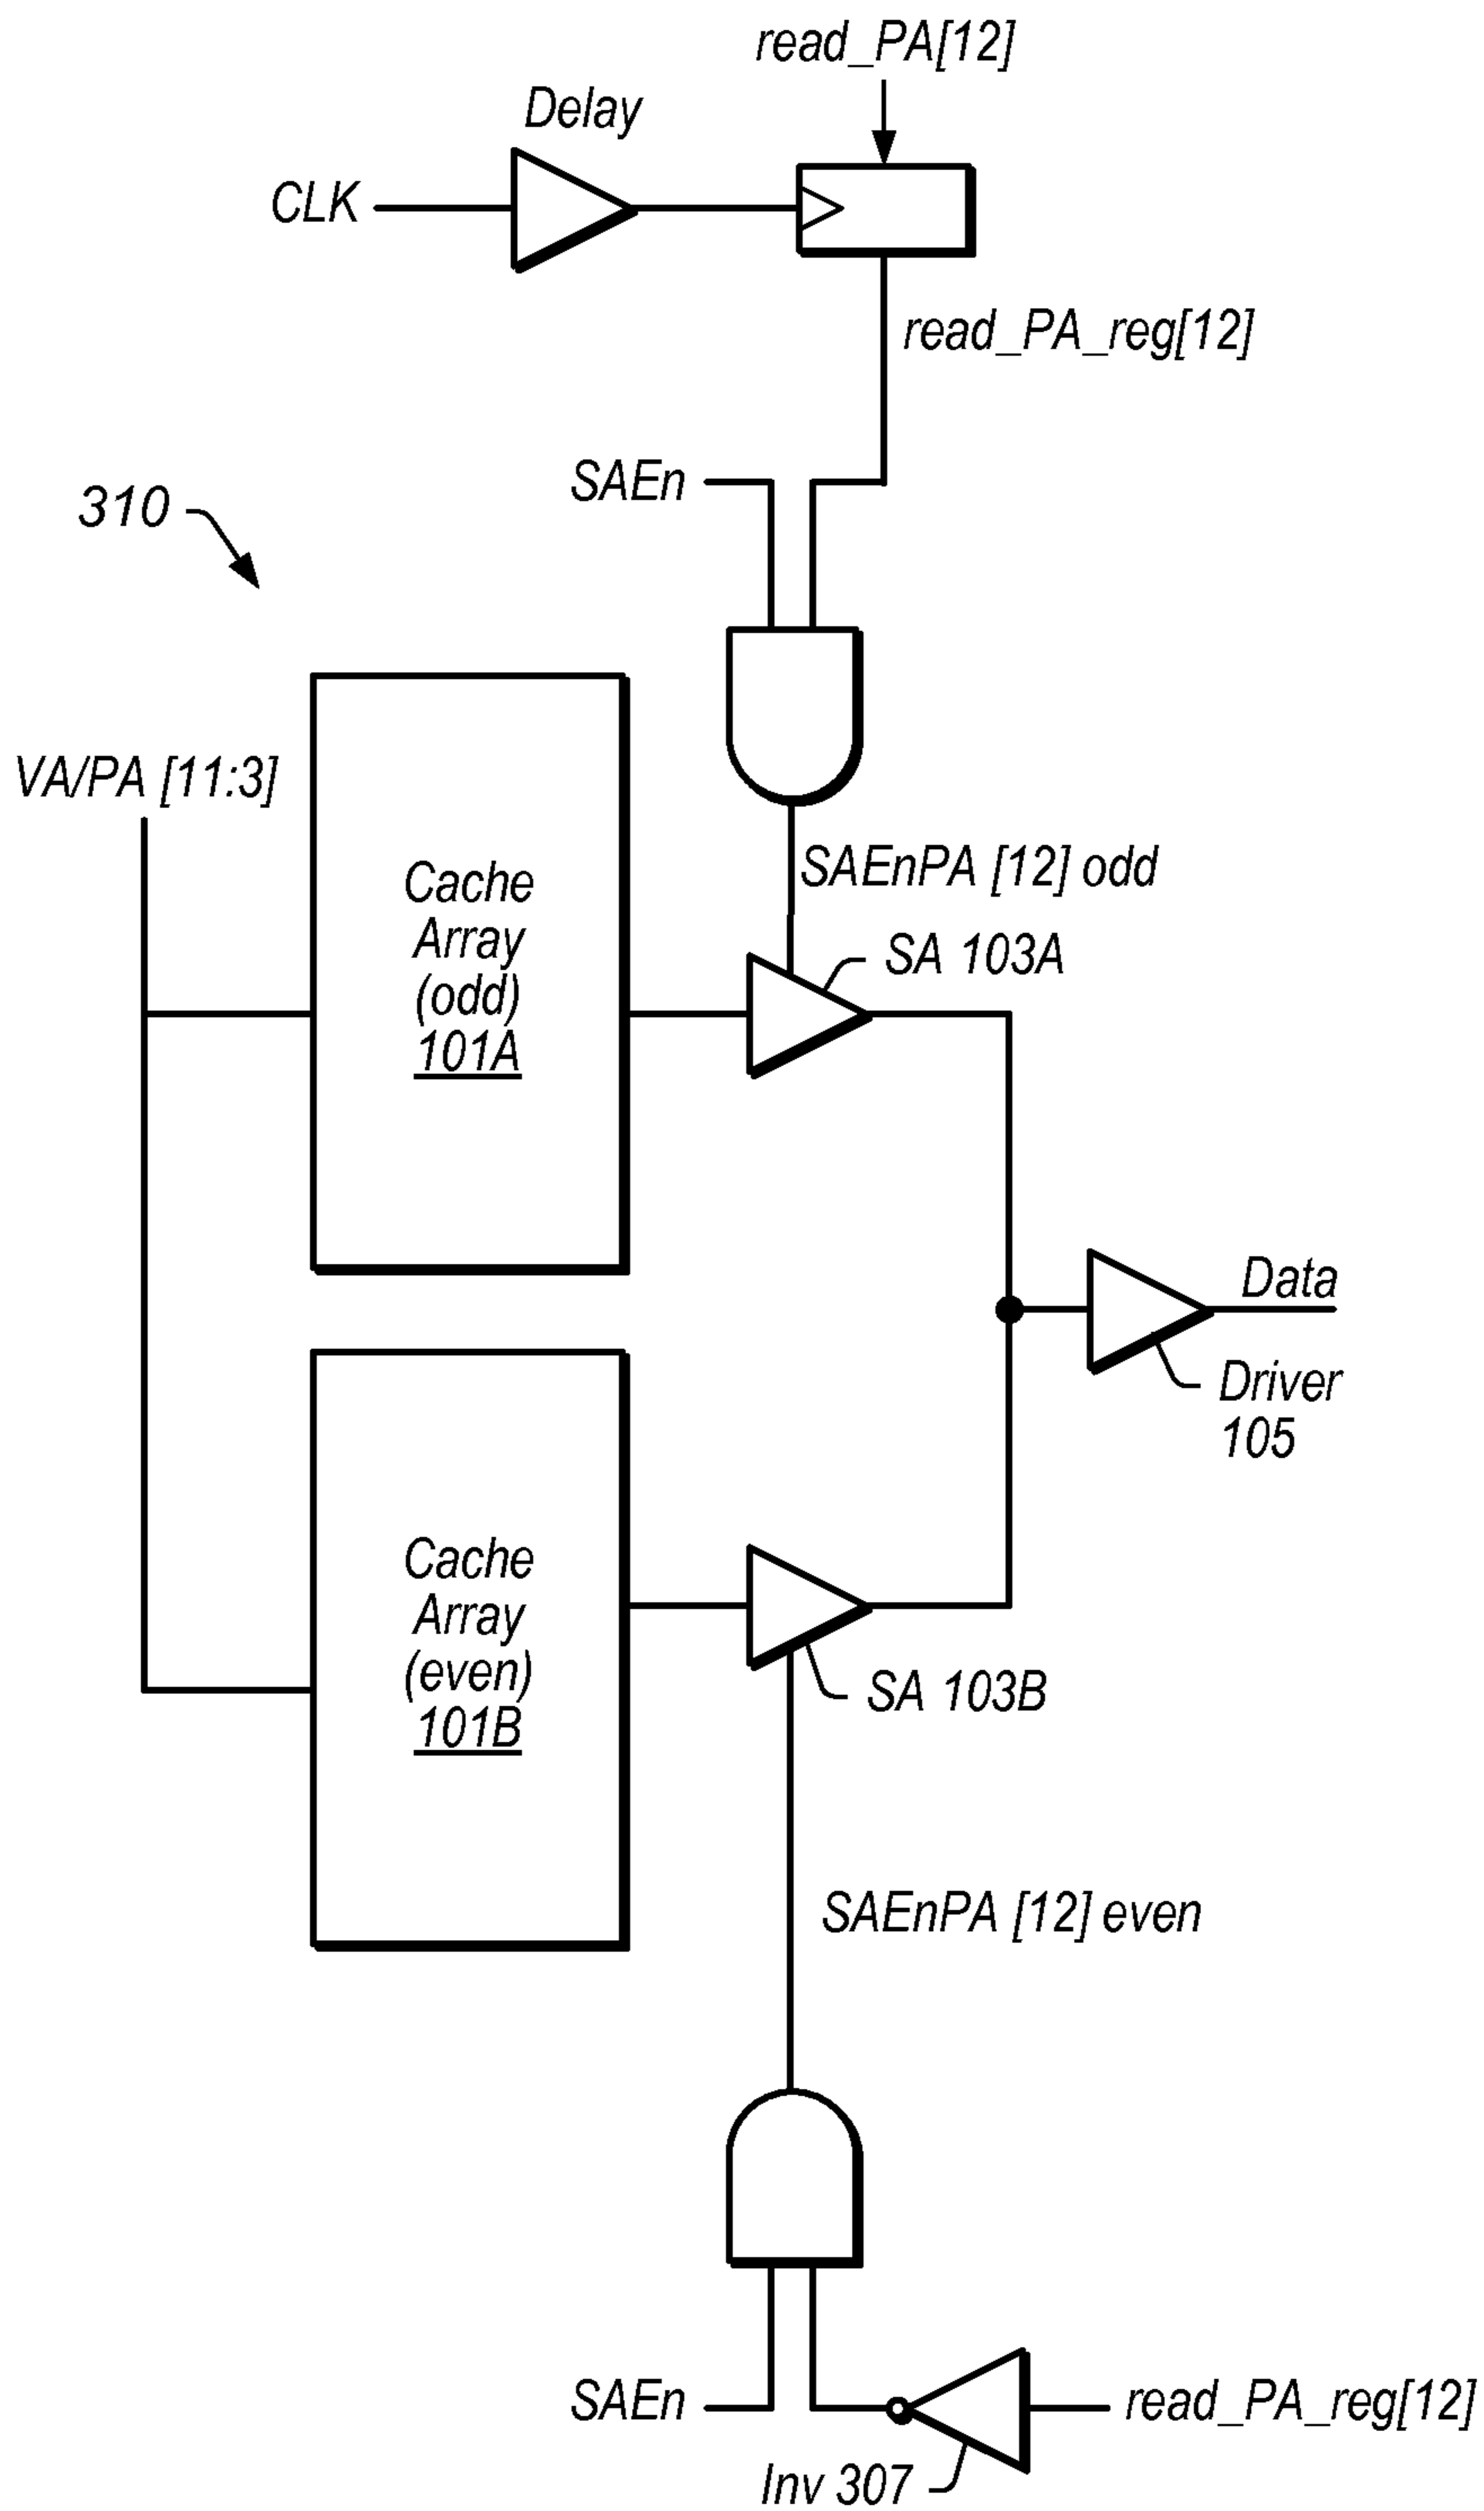 read_PA[12]
Delay
CLK
read_PA_reg[12]
SAEn
310
VA/PA [11:3]
Cache
Array
(odd)
101A
SAEnPA [12] odd
SA 103A
Data
Driver
105
Cache
Array
(even)
101B
SA 103B
SAEnPA [12] even
SAEn
read_PA_reg[12]
Inv 307